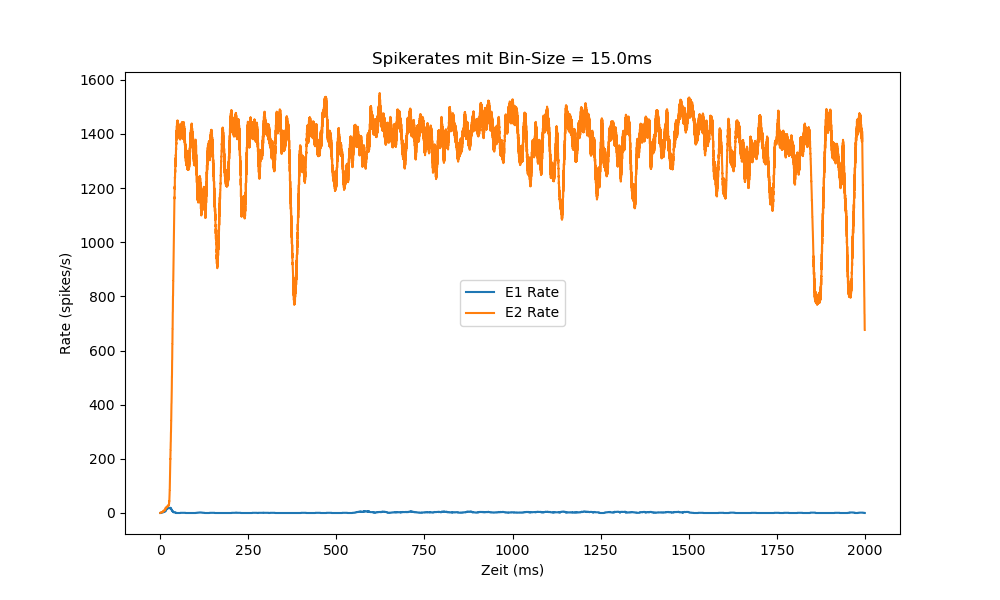 Spikerates mit Bin-Size = 15.0ms
1600
1400
1200
1000
800
600
400
200
0
Rate (spikes/s)
E1 Rate
E2 Rate
0 250 500 750 1000 1250 1500 1750 2000
Zeit (ms)